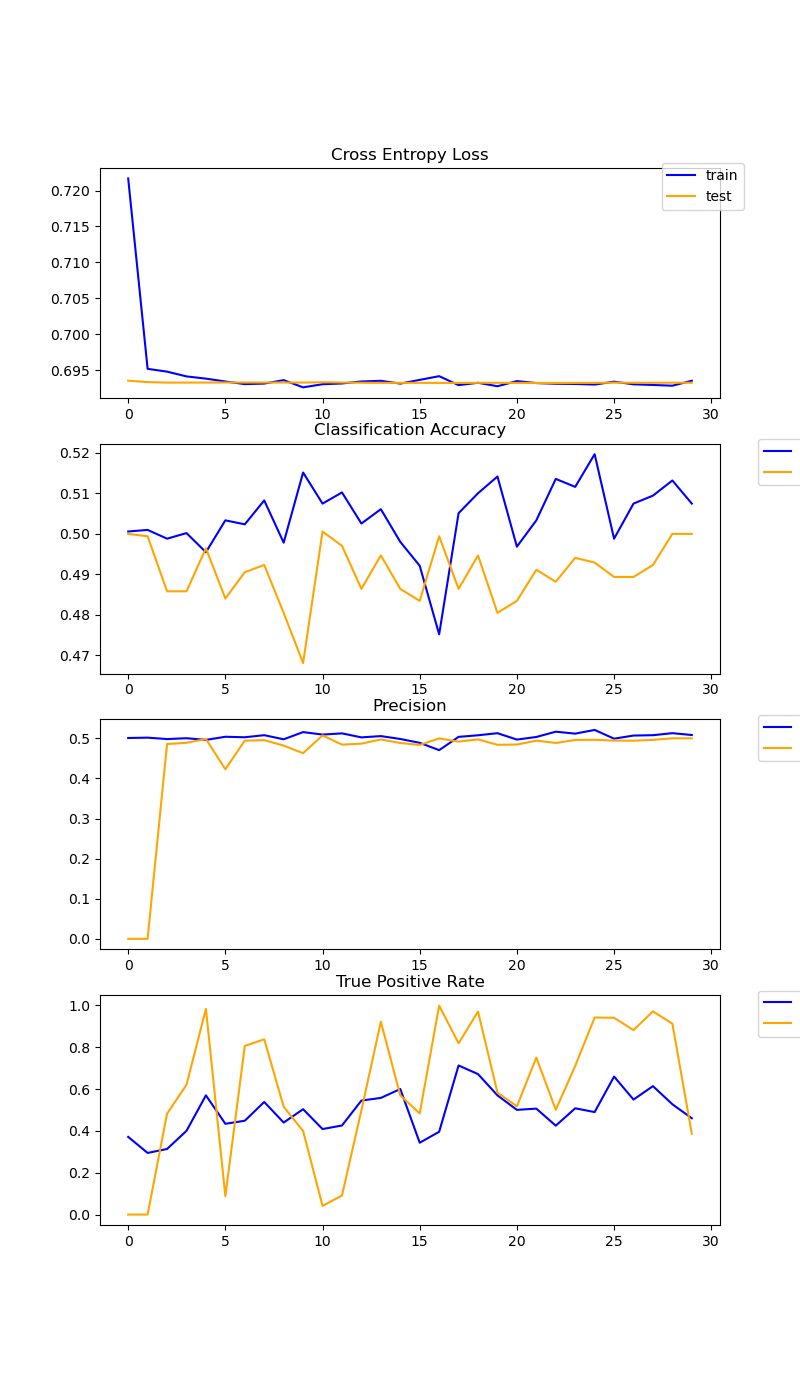 Cross Entropy Loss
train
test
0.720
0.715
0.710
0.705
0.700
0.695
0 5 10 15 20 25 30
Classification Accuracy
0.52
0.51
0.50
0.49
0.48
0.47
0 5 10 15 20 25 30
Precision
0.5
0.4
0.3
0.2
0.1
0.0
0 5 10 15 20 25 30
True Positive Rate
1.0
0.8
0.6
0.4
0.2
0.0
0 5 10 15 20 25 30